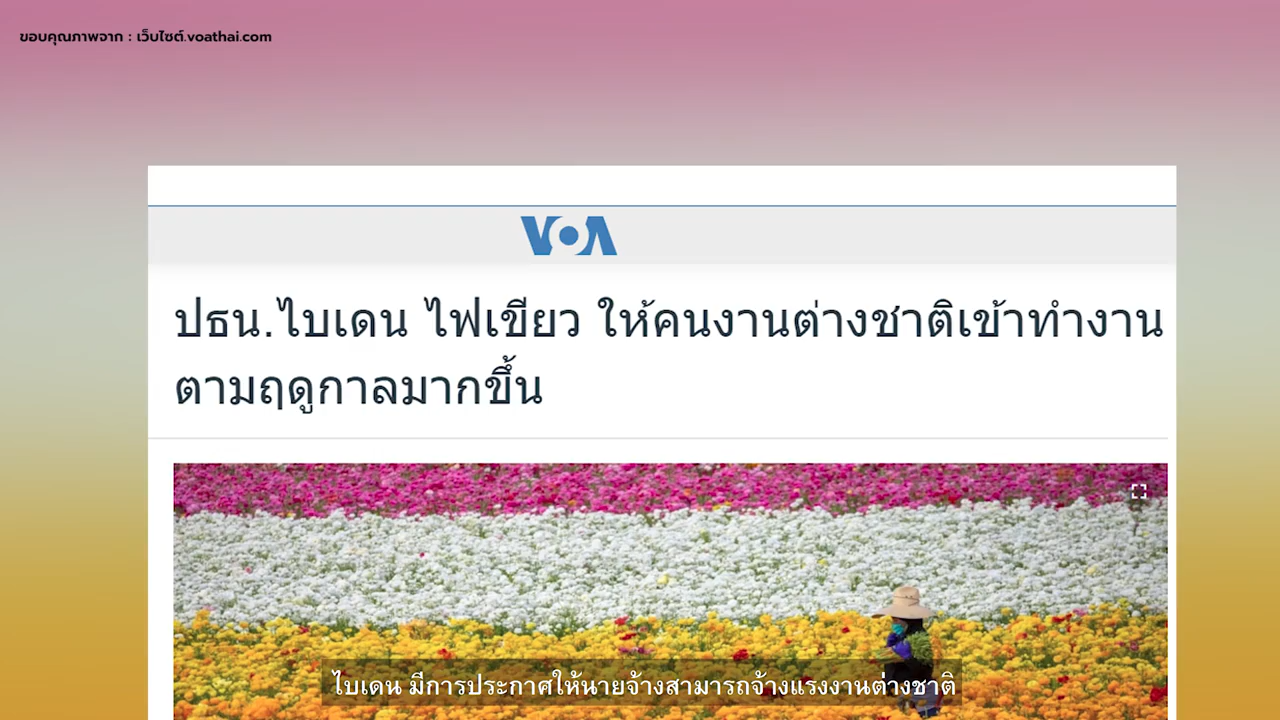 ขอบคุณภาพจาก : เว็บไซต์.voathai.com
VOA
ปธน.ไบเดน ไฟเขียว ให้คนงานต่างชาติเข้าทำงาน
ตามฤดูกาลมากขึ้น
ไบเดน มีการประกาศให้นายจ้างสามารถจ้างแรงงานต่างชาติ